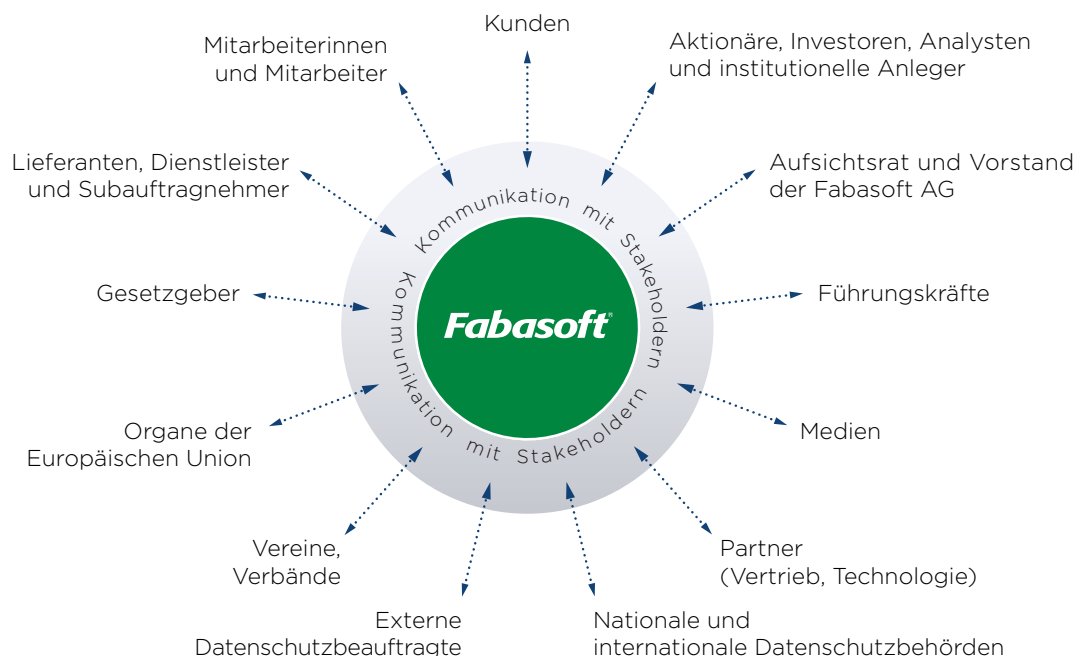 Kunden
Aktionäre, Investoren, Analysten
und institutionelle Anleger
Aufsichtsrat und Vorstand
der Fabasoft AG
Führungskräfte
Medien
Partner
(Vertrieb, Technologie)
Nationale und
internationale Datenschutzbehörden
Externe
Datenschutzbeauftragte
Vereine,
Verbände
Organe der
Europäischen Union
Gesetzgeber
Lieferanten, Dienstleister
und Subauftragnehmer
Mitarbeiterinnen
und Mitarbeiter
Kommunikation mit Stakeholdern
Kommunikation mit Stakeholdern
Fabasoft®